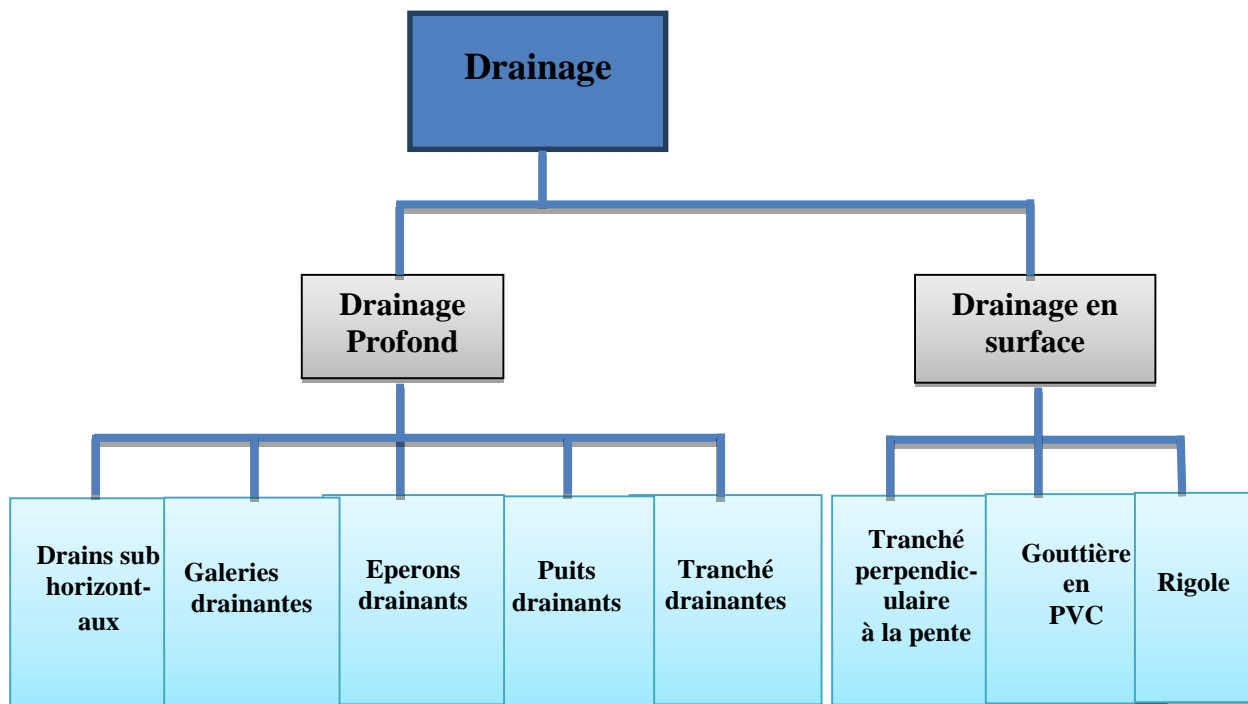 Drainage
Drainage
Profond
Drainage en
surface
Drains sub
horizont-
aux
Galeries
drainantes
Eperons
drainants
Puits
drainants
Tranché
drainantes
Tranché
perpendic-
ulaire
à la pente
Gouttière
en
PVC
Rigole